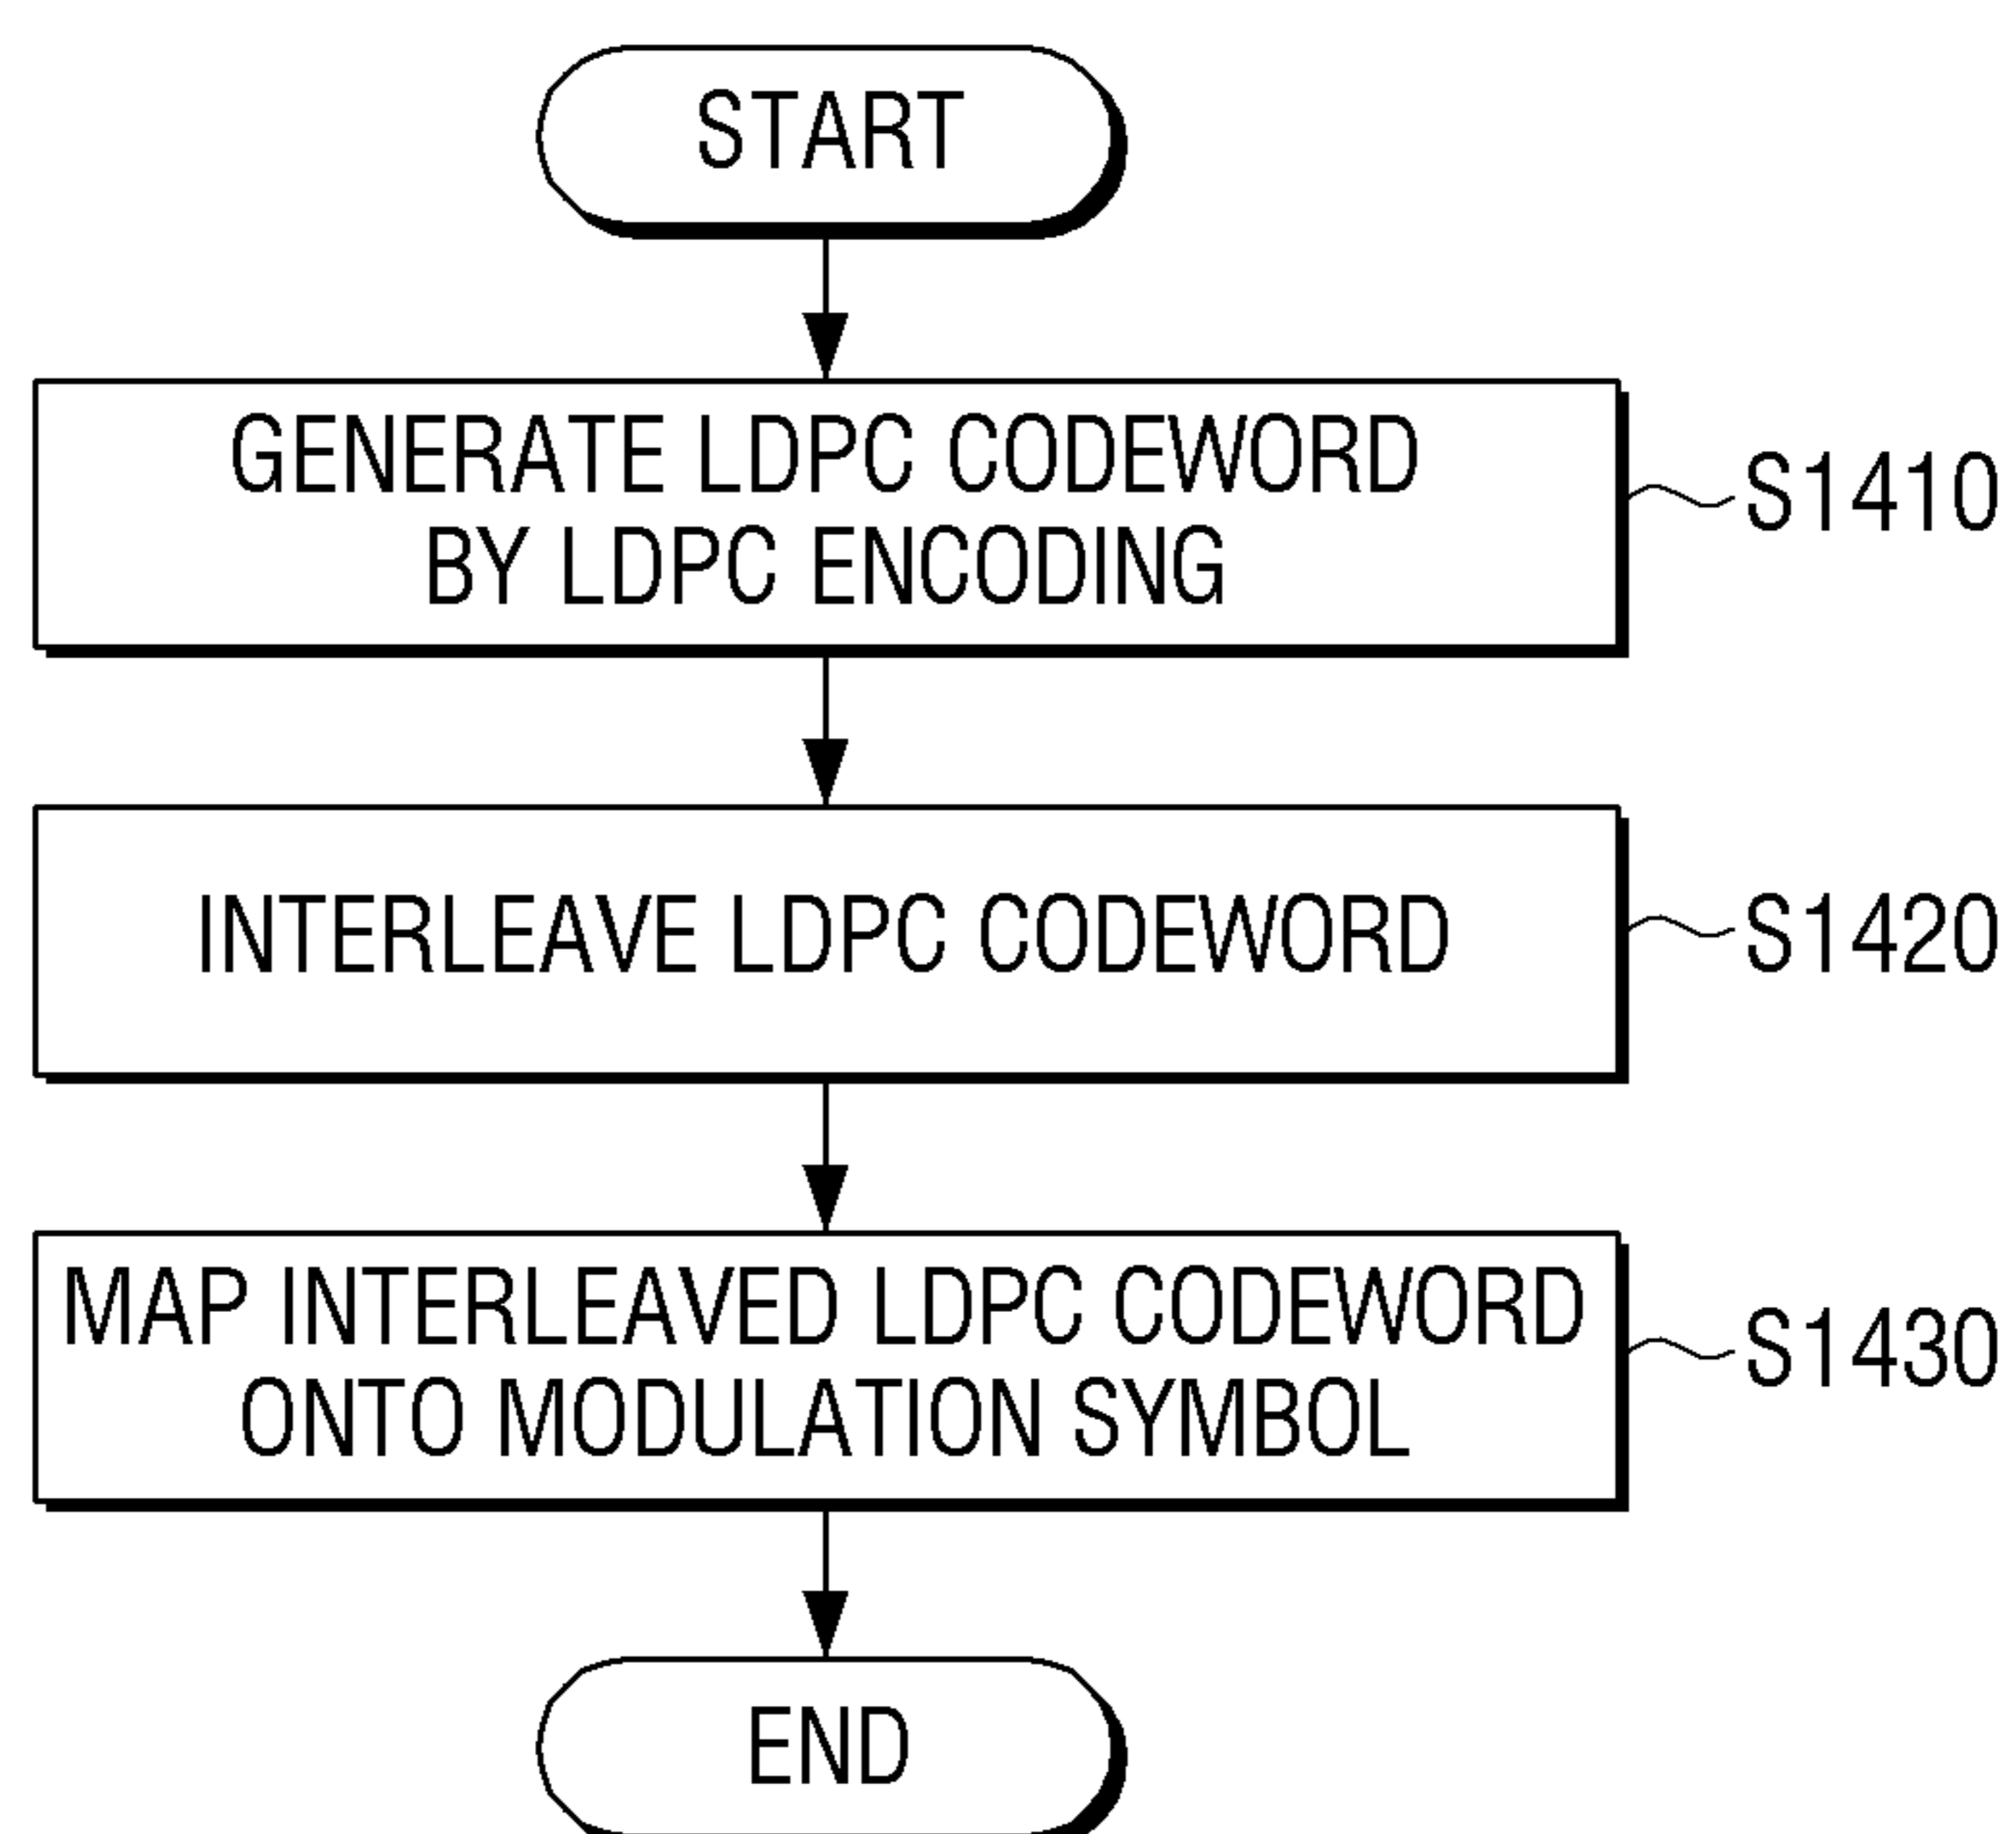 START
GENERATE LDPC CODEWORD
BY LDPC ENCODING
S1410
INTERLEAVE LDPC CODEWORD
S1420
MAP INTERLEAVED LDPC CODEWORD
ONTO MODULATION SYMBOL
S1430
END